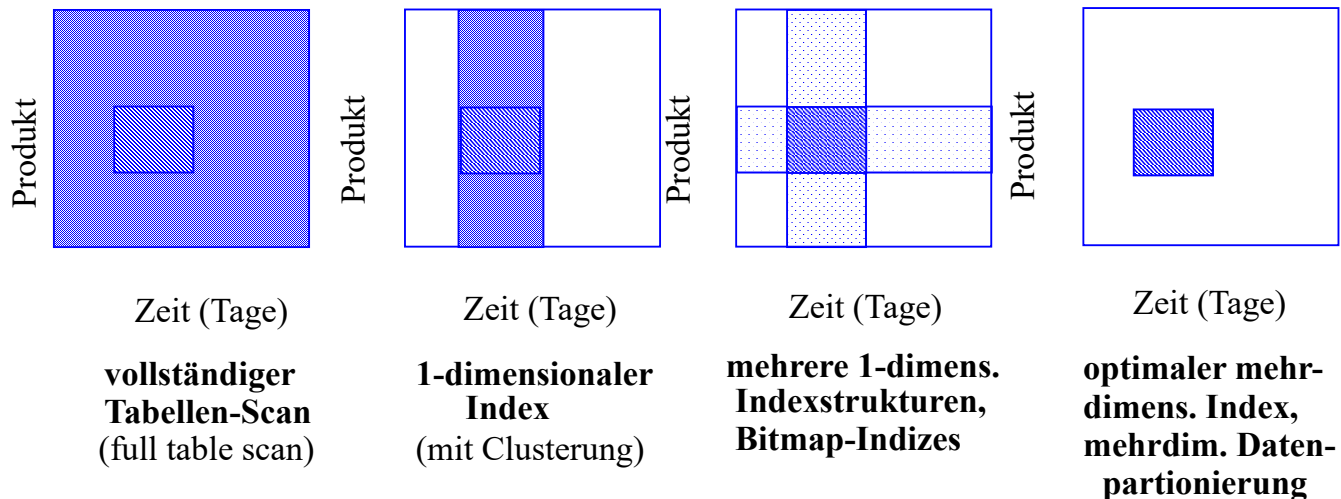 Produkt
Zeit (Tage)
vollständiger
Tabellen-Scan
(full table scan)
Produkt
Zeit (Tage)
1-dimensionaler
Index
(mit Clusterung)
Produkt
Zeit (Tage)
mehrere 1-dimens.
Indexstrukturen,
Bitmap-Indizes
Produkt
Zeit (Tage)
optimaler mehr-
dimens. Index,
mehrdim. Daten-
partionierung